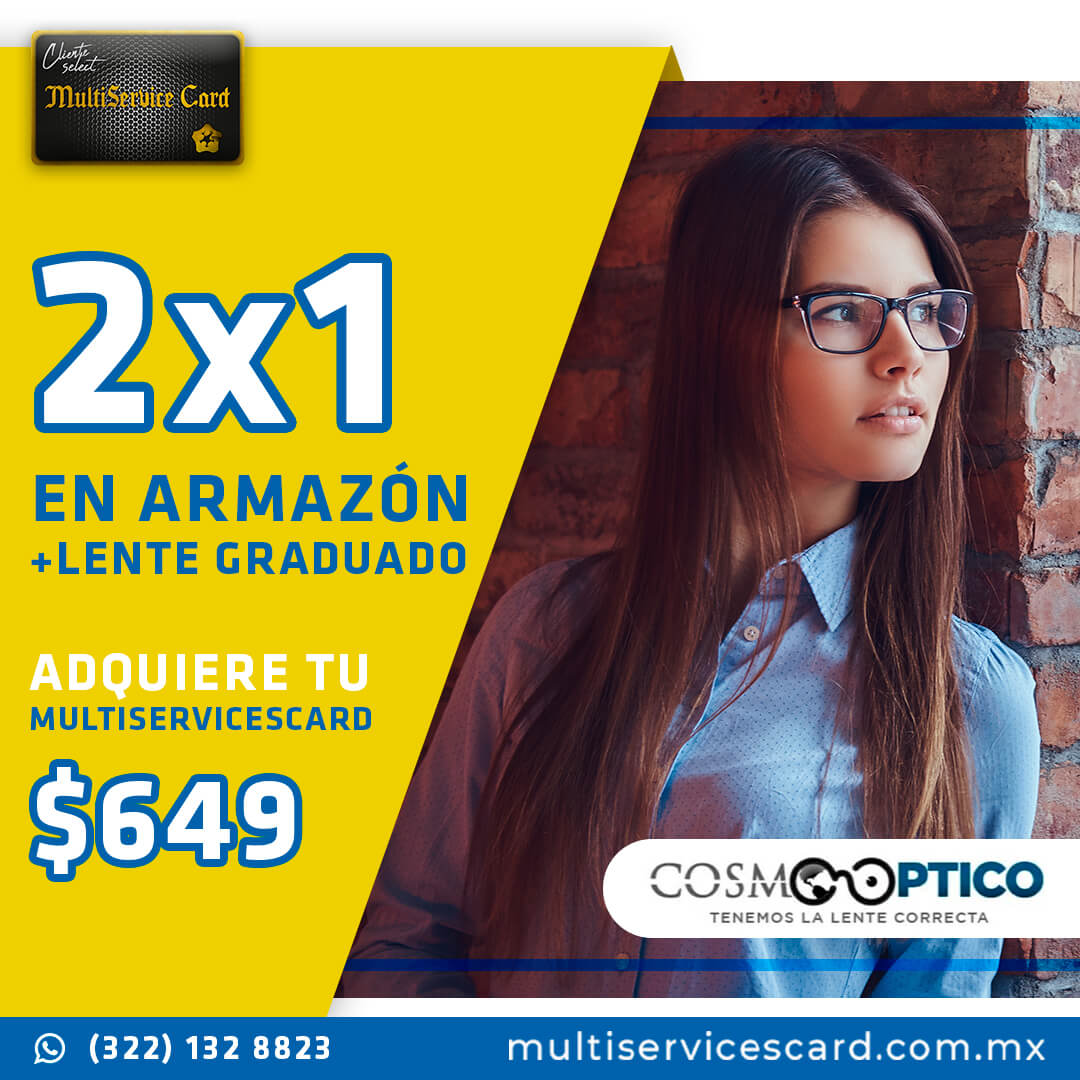 Cliente
select
MultiService Card
2x1
EN ARMAZÓN
+LENTE GRADUADO
ADQUIERE TU
MULTISERVICESCARD
$649
COSMOOPTICO
TENEMOS LA LENTE CORRECTA
(322) 132 8823
multiservicescard.com.mx